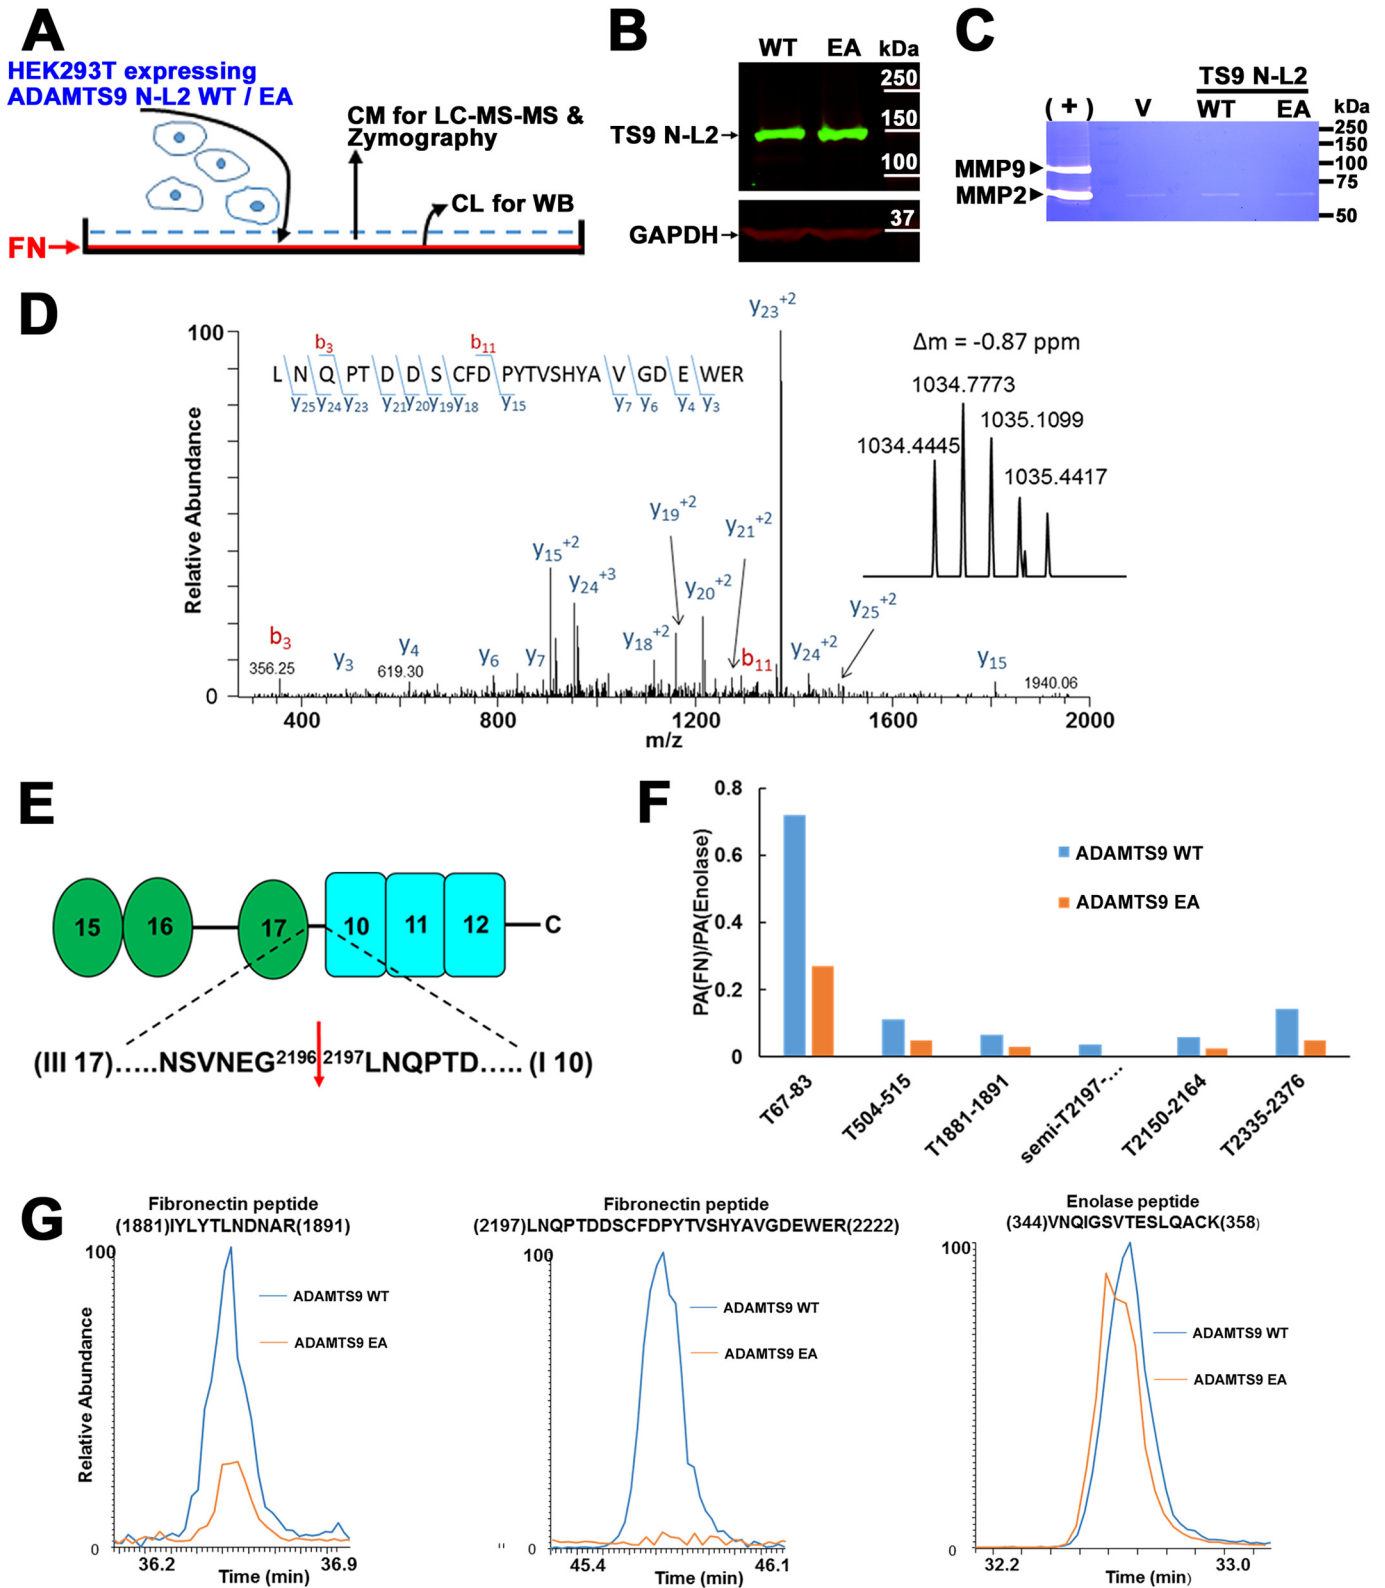 A
HEK293T expressing
ADAMTS9 N-L2 WT / EA
CM for LC-MS-MS &
Zymography
CL for WB
FN
B
WT EA kDa
250
TS9 N-L2
150
100
37
GAPDH
C
TS9 N-L2
(+) V WT EA kDa
250
150
MMP9
100
75
MMP2
50
D
100
Relative Abundance
0
b3 b11
L N Q PT D D S CFD PYTVSHYA V GD E WER
y25 y24 y23 y21 y20 y19 y18 y15 y7 y6 y4 y3
y23+2
Δm = -0.87 ppm
1034.7773
1034.4445
1035.1099
1035.4417
y19+2
y21+2
y15+2
y24+3
y20+2
y25+2
b3
356.25
y3
y4
619.30
y6
y7
y18+2
b11
y24+2
y15
1940.06
400 800 1200 1600 2000
m/z
E
15 16 17 10 11 12 C
(III 17).....NSVNEG2196 2197LNQPTD..... (I 10)
F
PA(FN)/PA(Enolase)
0.8
0.6
0.4
0.2
0
ADAMTS9 WT
ADAMTS9 EA
T67-83
T504-515
T1881-1891
semi-T2197-...
T2150-2164
T2335-2376
G
Fibronectin peptide
(1881)IYLYTLNDNAR(1891)
100
Relative Abundance
0
ADAMTS9 WT
ADAMTS9 EA
36.2 36.9
Time (min)
Fibronectin peptide
(2197)LNQPTDDSCFDPYTVSHYAVGDEWER(2222)
100
0
ADAMTS9 WT
ADAMTS9 EA
45.4 46.1
Time (min)
Enolase peptide
(344)VNQIGSVTESLQACK(358)
100
0
ADAMTS9 WT
ADAMTS9 EA
32.2 33.0
Time (min)